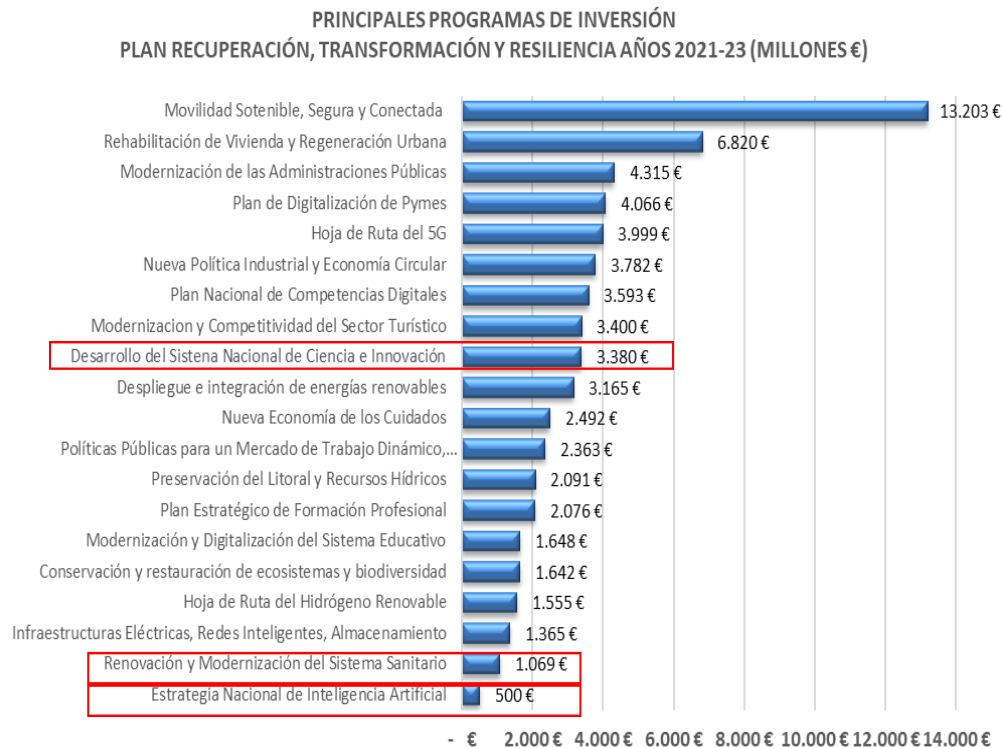 PRINCIPALES PROGRAMAS DE INVERSIÓN
PLAN RECUPERACIÓN, TRANSFORMACIÓN Y RESILIENCIA AÑOS 2021-23 (MILLONES €)
Movilidad Sotenible, Segura y Conectada 13.203 €
Rehabilitación de Vivienda y Regeneración Urbana 6.820 €
Modernización de las Administraciones Públicas 4.315 €
Plan de Digitalización de Pymes 4.066 €
Hoja de Ruta del 5G 3.999 €
Nueva Política Industrial y Economía Circular 3.782 €
Plan Nacional de Competencias Digitales 3.593 €
Modernizacion y Competitividad del Sector Turístico 3.400 €
Desarrollo del Sistena Nacional de Ciencia e Innovación 3.380 €
Despliegue e integración de energías renovables 3.165 €
Nueva Economía de los Cuidados 2.492 €
Políticas Públicas para un Mercado de Trabajo Dinámico,... 2.363 €
Preservación del Litoral y Recursos Hídricos 2.091 €
Plan Estratégico de Formación Profesional 2.076 €
Modernización y Digitalización del Sistema Educativo 1.648 €
Conservación y restauración de ecosistemas y biodiversidad 1.642 €
Hoja de Ruta del Hidrógeno Renovable 1.555 €
Infraestructuras Eléctricas, Redes Inteligentes, Almacenamiento 1.365 €
Renovación y Modernización del Sistema Sanitario 1.069 €
Estrategia Nacional de Inteligencia Artificial 500 €
- € 2.000 € 4.000 € 6.000 € 8.000 € 10.000 € 12.000 € 14.000 €